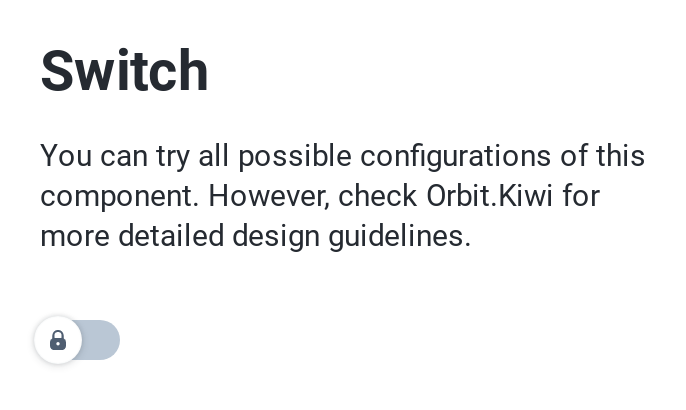 Switch
You can try all possible configurations of this
component. However, check Orbit.Kiwi for
more detailed design guidelines.